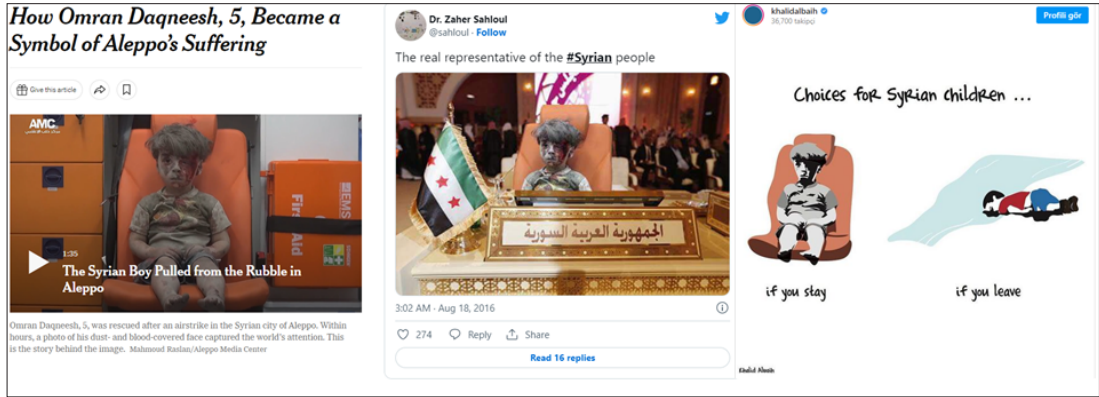 How Omran Daqneesh, 5, Became a
Symbol of Aleppo's Suffering
Give this article
AMC
First Aid
EMS
1:35
The Syrian Boy Pulled from the Rubble in
Aleppo
Omran Daqneesh, 5, was rescued after an airstrike in the Syrian city of Aleppo. Within
hours, a photo of his dust- and blood-covered face captured the world's attention. This
is the story behind the image. Mahmoud Raslan/Aleppo Media Center
Dr. Zaher Sahloul
@sahloul · Follow
The real representative of the #Syrian people
الجمهورية العربية السورية
3:02 AM · Aug 18, 2016
274 Reply Share
Read 16 replies
khalidalbaih
36,700 takipçi
Profili gör
Choices for Syrian children ...
if you stay
if you leave
Khalid Albaih